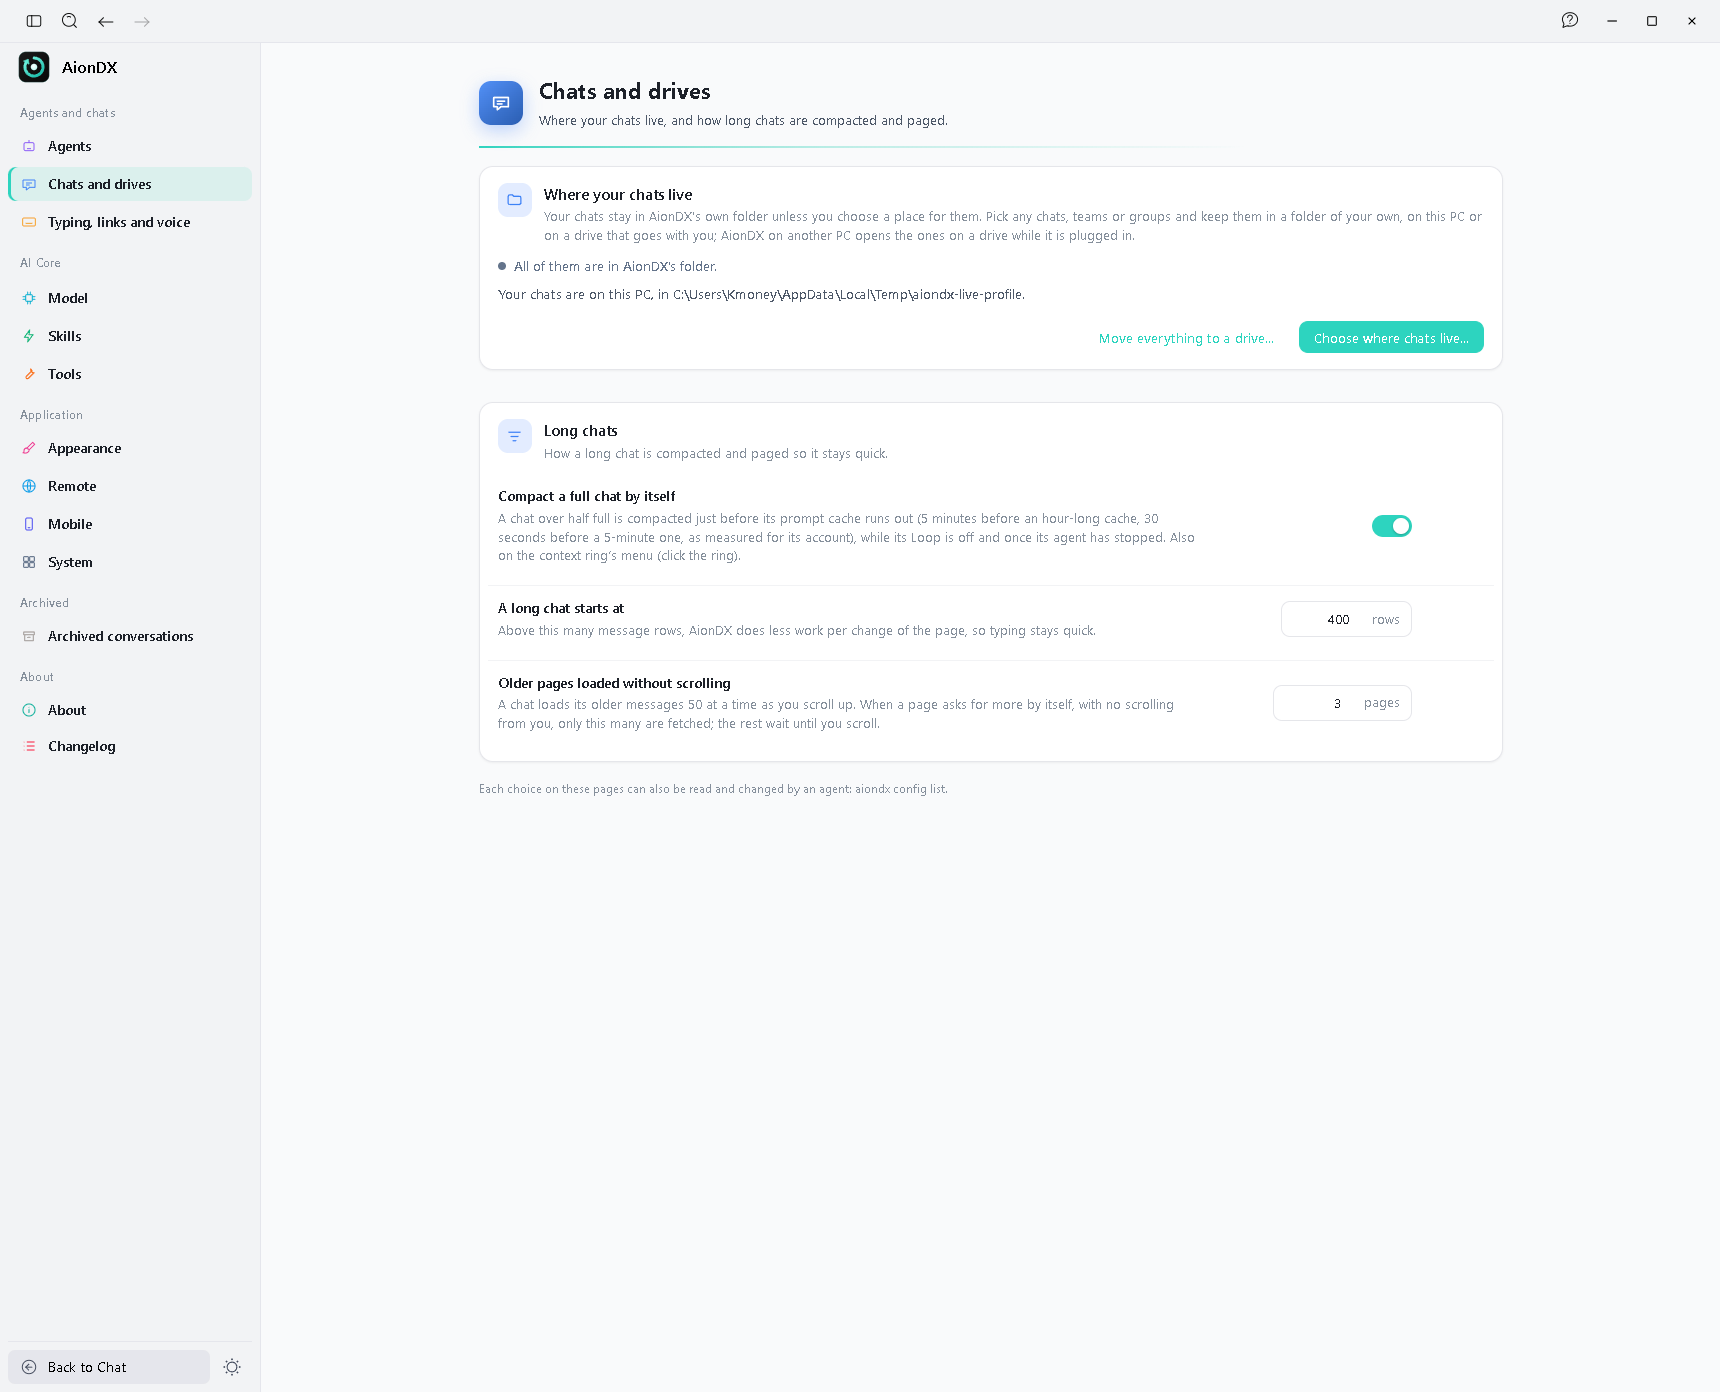 AionDX
Agents and chats
Agents
Chats and drives
Typing, links and voice
AI Core
Model
Skills
Tools
Application
Appearance
Remote
Mobile
System
Archived
Archived conversations
About
About
Changelog
Back to Chat
Chats and drives
Where your chats live, and how long chats are compacted and paged.
Where your chats live
Your chats stay in AionDX's own folder unless you choose a place for them. Pick any chats, teams or groups and keep them in a folder of your own, on this PC or
on a drive that goes with you; AionDX on another PC opens the ones on a drive while it is plugged in.
All of them are in AionDX's folder.
Your chats are on this PC, in C:\Users\Kmoney\AppData\Local\Temp\aiondx-live-profile.
Move everything to a drive...
Choose where chats live...
Long chats
How a long chat is compacted and paged so it stays quick.
Compact a full chat by itself
A chat over half full is compacted just before its prompt cache runs out (5 minutes before an hour-long cache, 30
seconds before a 5-minute one, as measured for its account), while its Loop is off and once its agent has stopped. Also
on the context ring's menu (click the ring).
A long chat starts at
Above this many message rows, AionDX does less work per change of the page, so typing stays quick.
400 rows
Older pages loaded without scrolling
A chat loads its older messages 50 at a time as you scroll up. When a page asks for more by itself, with no scrolling
from you, only this many are fetched; the rest wait until you scroll.
3 pages
Each choice on these pages can also be read and changed by an agent: aiondx config list.